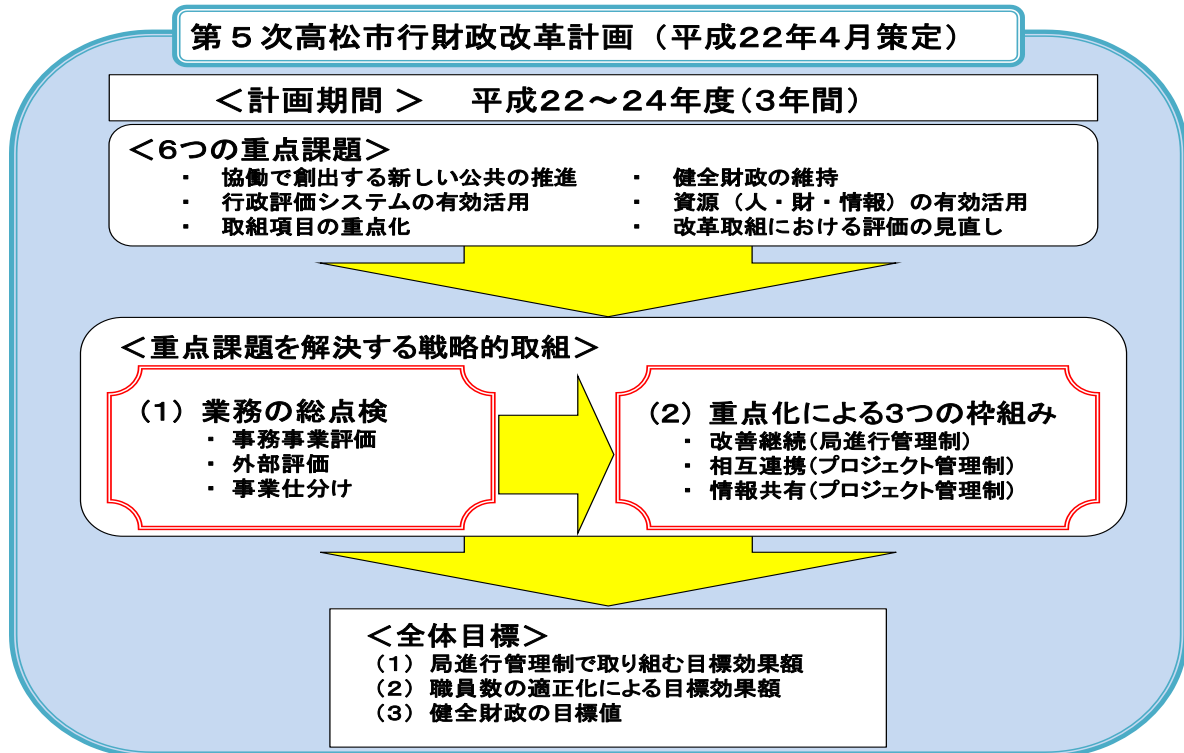 第5次高松市行財政改革計画（平成22年4月策定）
＜計画期間 ＞　平成22～24年度（3年間）
＜6つの重点課題＞
・ 協働で創出する新しい公共の推進
・ 行政評価システムの有効活用
・ 取組項目の重点化
・ 健全財政の維持
・ 資源（人・財・情報）の有効活用
・ 改革取組における評価の見直し
＜重点課題を解決する戦略的取組＞
（1） 業務の総点検
・ 事務事業評価
・ 外部評価
・ 事業仕分け
（2） 重点化による3つの枠組み
・ 改善継続（局進行管理制）
・ 相互連携（プロジェクト管理制）
・ 情報共有（プロジェクト管理制）
＜全体目標＞
（1） 局進行管理制で取り組む目標効果額
（2） 職員数の適正化による目標効果額
（3） 健全財政の目標値